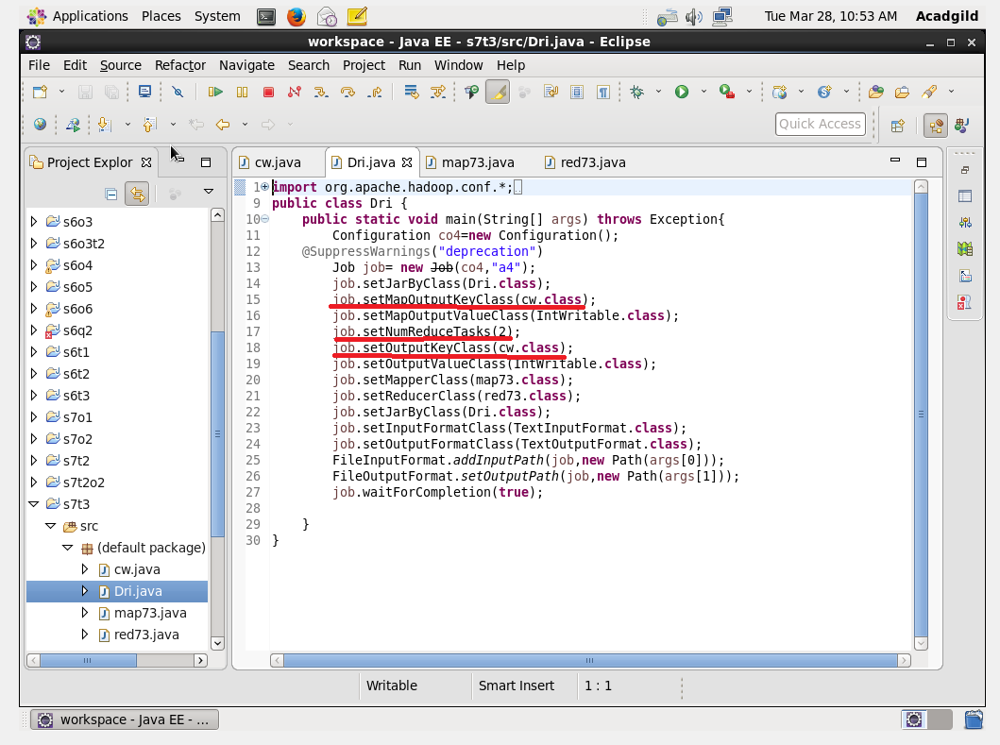 Applications Places System Tue Mar 28, 10:53 AM Acadgild
workspace - Java EE - s7t3/src/Dri.java - Eclipse
File Edit Source Refactor Navigate Search Project Run Window Help
Quick Access
Project Explor
cw.java Dri.java map73.java red73.java
s6o3
s6o3t2
s6o4
s6o5
s6o6
s6q2
s6t1
s6t2
s6t3
s7o1
s7o2
s7t2
s7t2o2
s7t3
src
(default package)
cw.java
Dri.java
map73.java
red73.java
1 import org.apache.hadoop.conf.*;
9 public class Dri {
10 public static void main(String[] args) throws Exception{
11 Configuration co4=new Configuration();
12 @SuppressWarnings("deprecation")
13 Job job= new Job(co4,"a4");
14 job.setJarByClass(Dri.class);
15 job.setMapOutputKeyClass(cw.class);
16 job.setMapOutputValueClass(IntWritable.class);
17 job.setNumReduceTasks(2);
18 job.setOutputKeyClass(cw.class);
19 job.setOutputValueClass(IntWritable.class);
20 job.setMapperClass(map73.class);
21 job.setReducerClass(red73.class);
22 job.setJarByClass(Dri.class);
23 job.setInputFormatClass(TextInputFormat.class);
24 job.setOutputFormatClass(TextOutputFormat.class);
25 FileInputFormat.addInputPath(job,new Path(args[0]));
26 FileOutputFormat.setOutputPath(job,new Path(args[1]));
27 job.waitForCompletion(true);
28
29 }
30 }
Writable Smart Insert 1 : 1
workspace - Java EE - ...